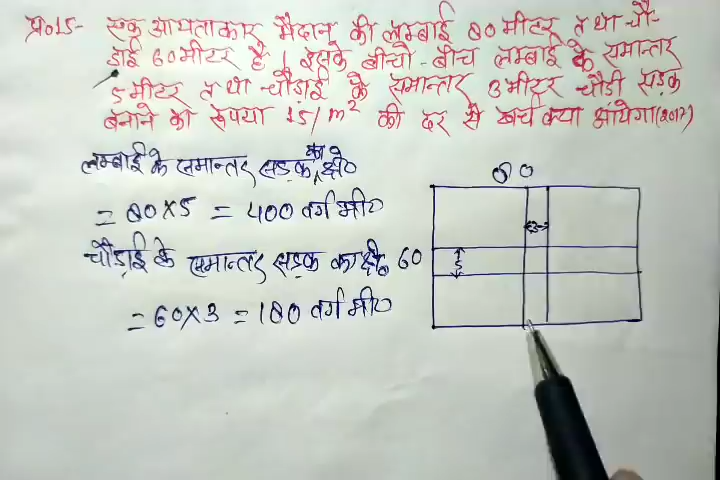 प्र०15- एक आयताकार मैदान की लम्बाई 80 मीटर तथा चौ-
ड़ाई 60 मीटर है। इसके बीचो-बीच लम्बाई के समान्तर
5 मीटर तथा चौड़ाई के समान्तर 3 मीटर चौड़ी सड़क
बनाने का रूपया 15/m² की दर से खर्च क्या आयेगा(2017)
लम्बाई के समान्तर सड़क का क्षे०
= 80×5 = 400 वर्ग मी०
चौड़ाई के समान्तर सड़क का क्षे०
= 60×3 = 180 वर्ग मी०
80
60
3
5